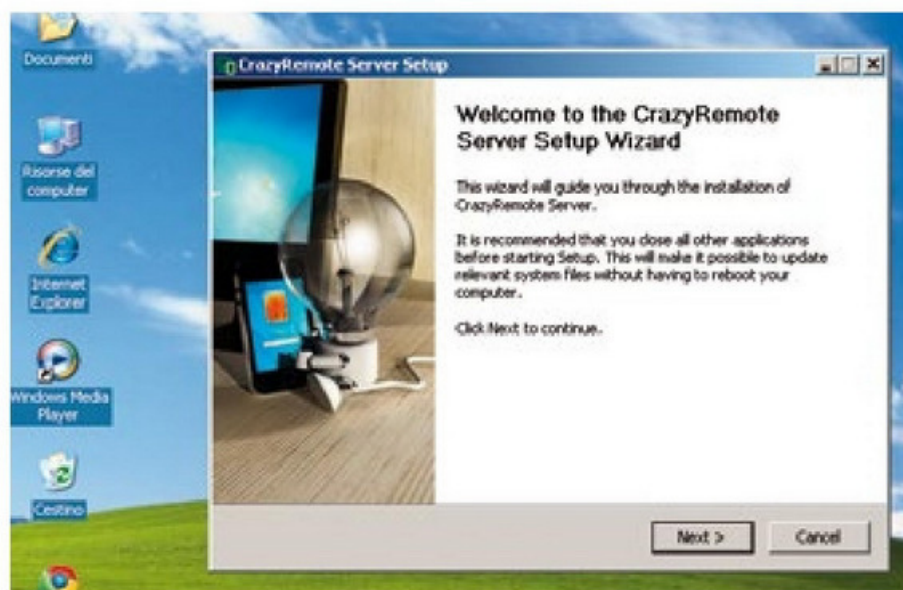 Documenti
Risorse del
computer
Internet
Explorer
Windows Media
Player
Cestino
CrazyRemote Server Setup
Welcome to the CrazyRemote
Server Setup Wizard
This wizard will guide you through the installation of
CrazyRemote Server.
It is recommended that you close all other applications
before starting Setup. This will make it possible to update
relevant system files without having to reboot your
computer.
Click Next to continue.
Next >
Cancel